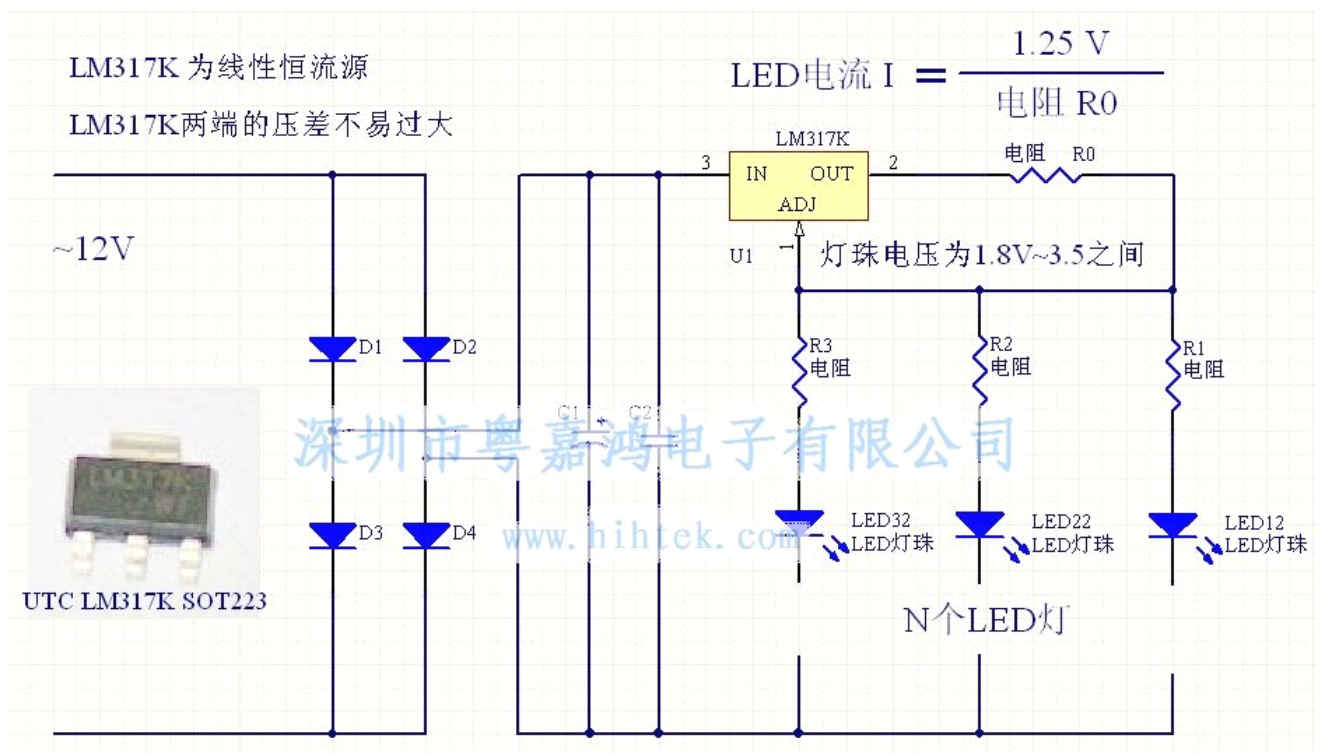 LM317K 为线性恒流源
LM317K两端的压差不易过大
LED电流 I =
1.25 V
电阻 R0
LM317K
3
IN
OUT
2
ADJ
电阻 R0
~12V
U1
1
灯珠电压为1.8V~3.5之间
D1
D2
R3
电阻
R2
电阻
R1
电阻
C1
+
C2
深圳市粤嘉鸿电子有限公司
www.hihtek.com
D3
D4
LED32
LED灯珠
LED22
LED灯珠
LED12
LED灯珠
LM317K
UTC LM317K SOT223
N个LED灯